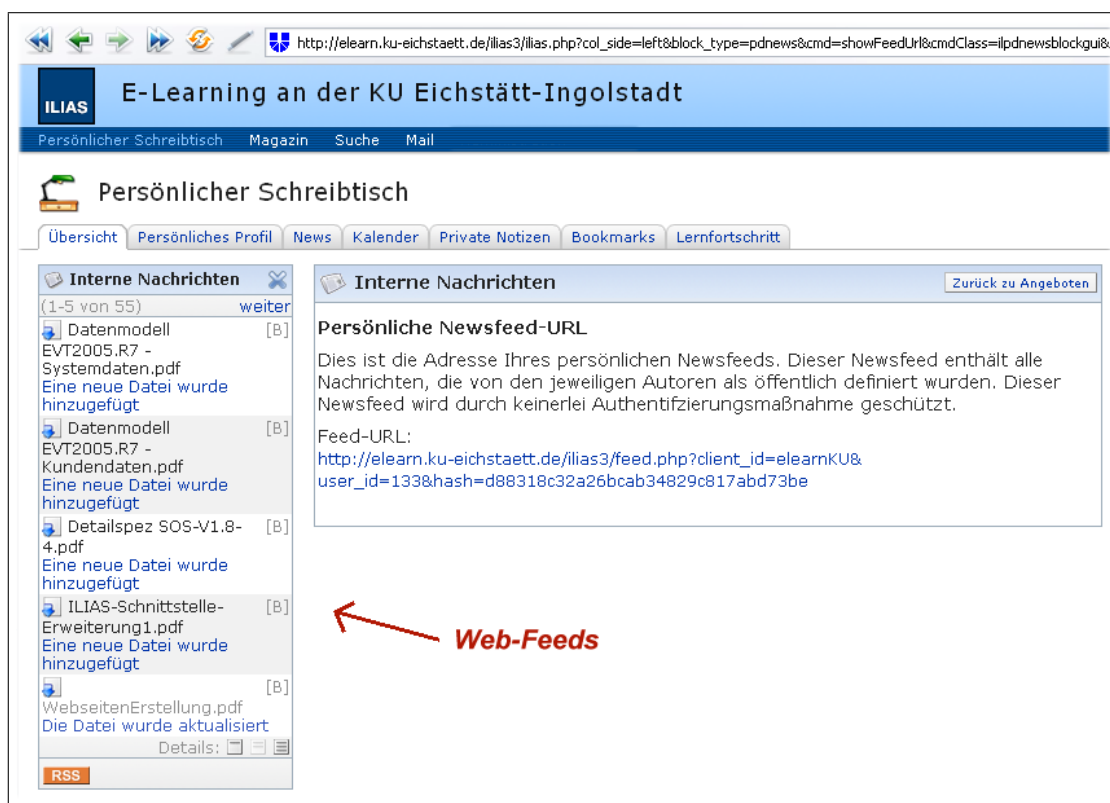 http://elearn.ku-eichstaett.de/ilias3/ilias.php?col_side=left&block_type=pdnews&cmd=showFeedUrl&cmdClass=ilpdnewsblockgui&
ILIAS
E-Learning an der KU Eichstätt-Ingolstadt
Persönlicher Schreibtisch Magazin Suche Mail
Persönlicher Schreibtisch
Übersicht Persönliches Profil News Kalender Private Notizen Bookmarks Lernfortschritt
Interne Nachrichten
(1-5 von 55) weiter
Datenmodell [B]
EVT2005.R7 -
Systemdaten.pdf
Eine neue Datei wurde
hinzugefügt
Datenmodell [B]
EVT2005.R7 -
Kundendaten.pdf
Eine neue Datei wurde
hinzugefügt
Detailspez SOS-V1.8- [B]
4.pdf
Eine neue Datei wurde
hinzugefügt
ILIAS-Schnittstelle- [B]
Erweiterung1.pdf
Eine neue Datei wurde
hinzugefügt
[B]
WebseitenErstellung.pdf
Die Datei wurde aktualisiert
Details:
RSS
Interne Nachrichten Zurück zu Angeboten
Persönliche Newsfeed-URL
Dies ist die Adresse Ihres persönlichen Newsfeeds. Dieser Newsfeed enthält alle
Nachrichten, die von den jeweiligen Autoren als öffentlich definiert wurden. Dieser
Newsfeed wird durch keinerlei Authentifzierungsmaßnahme geschützt.
Feed-URL:
http://elearn.ku-eichstaett.de/ilias3/feed.php?client_id=elearnKU&
user_id=133&hash=d88318c32a26bcab34829c817abd73be
Web-Feeds